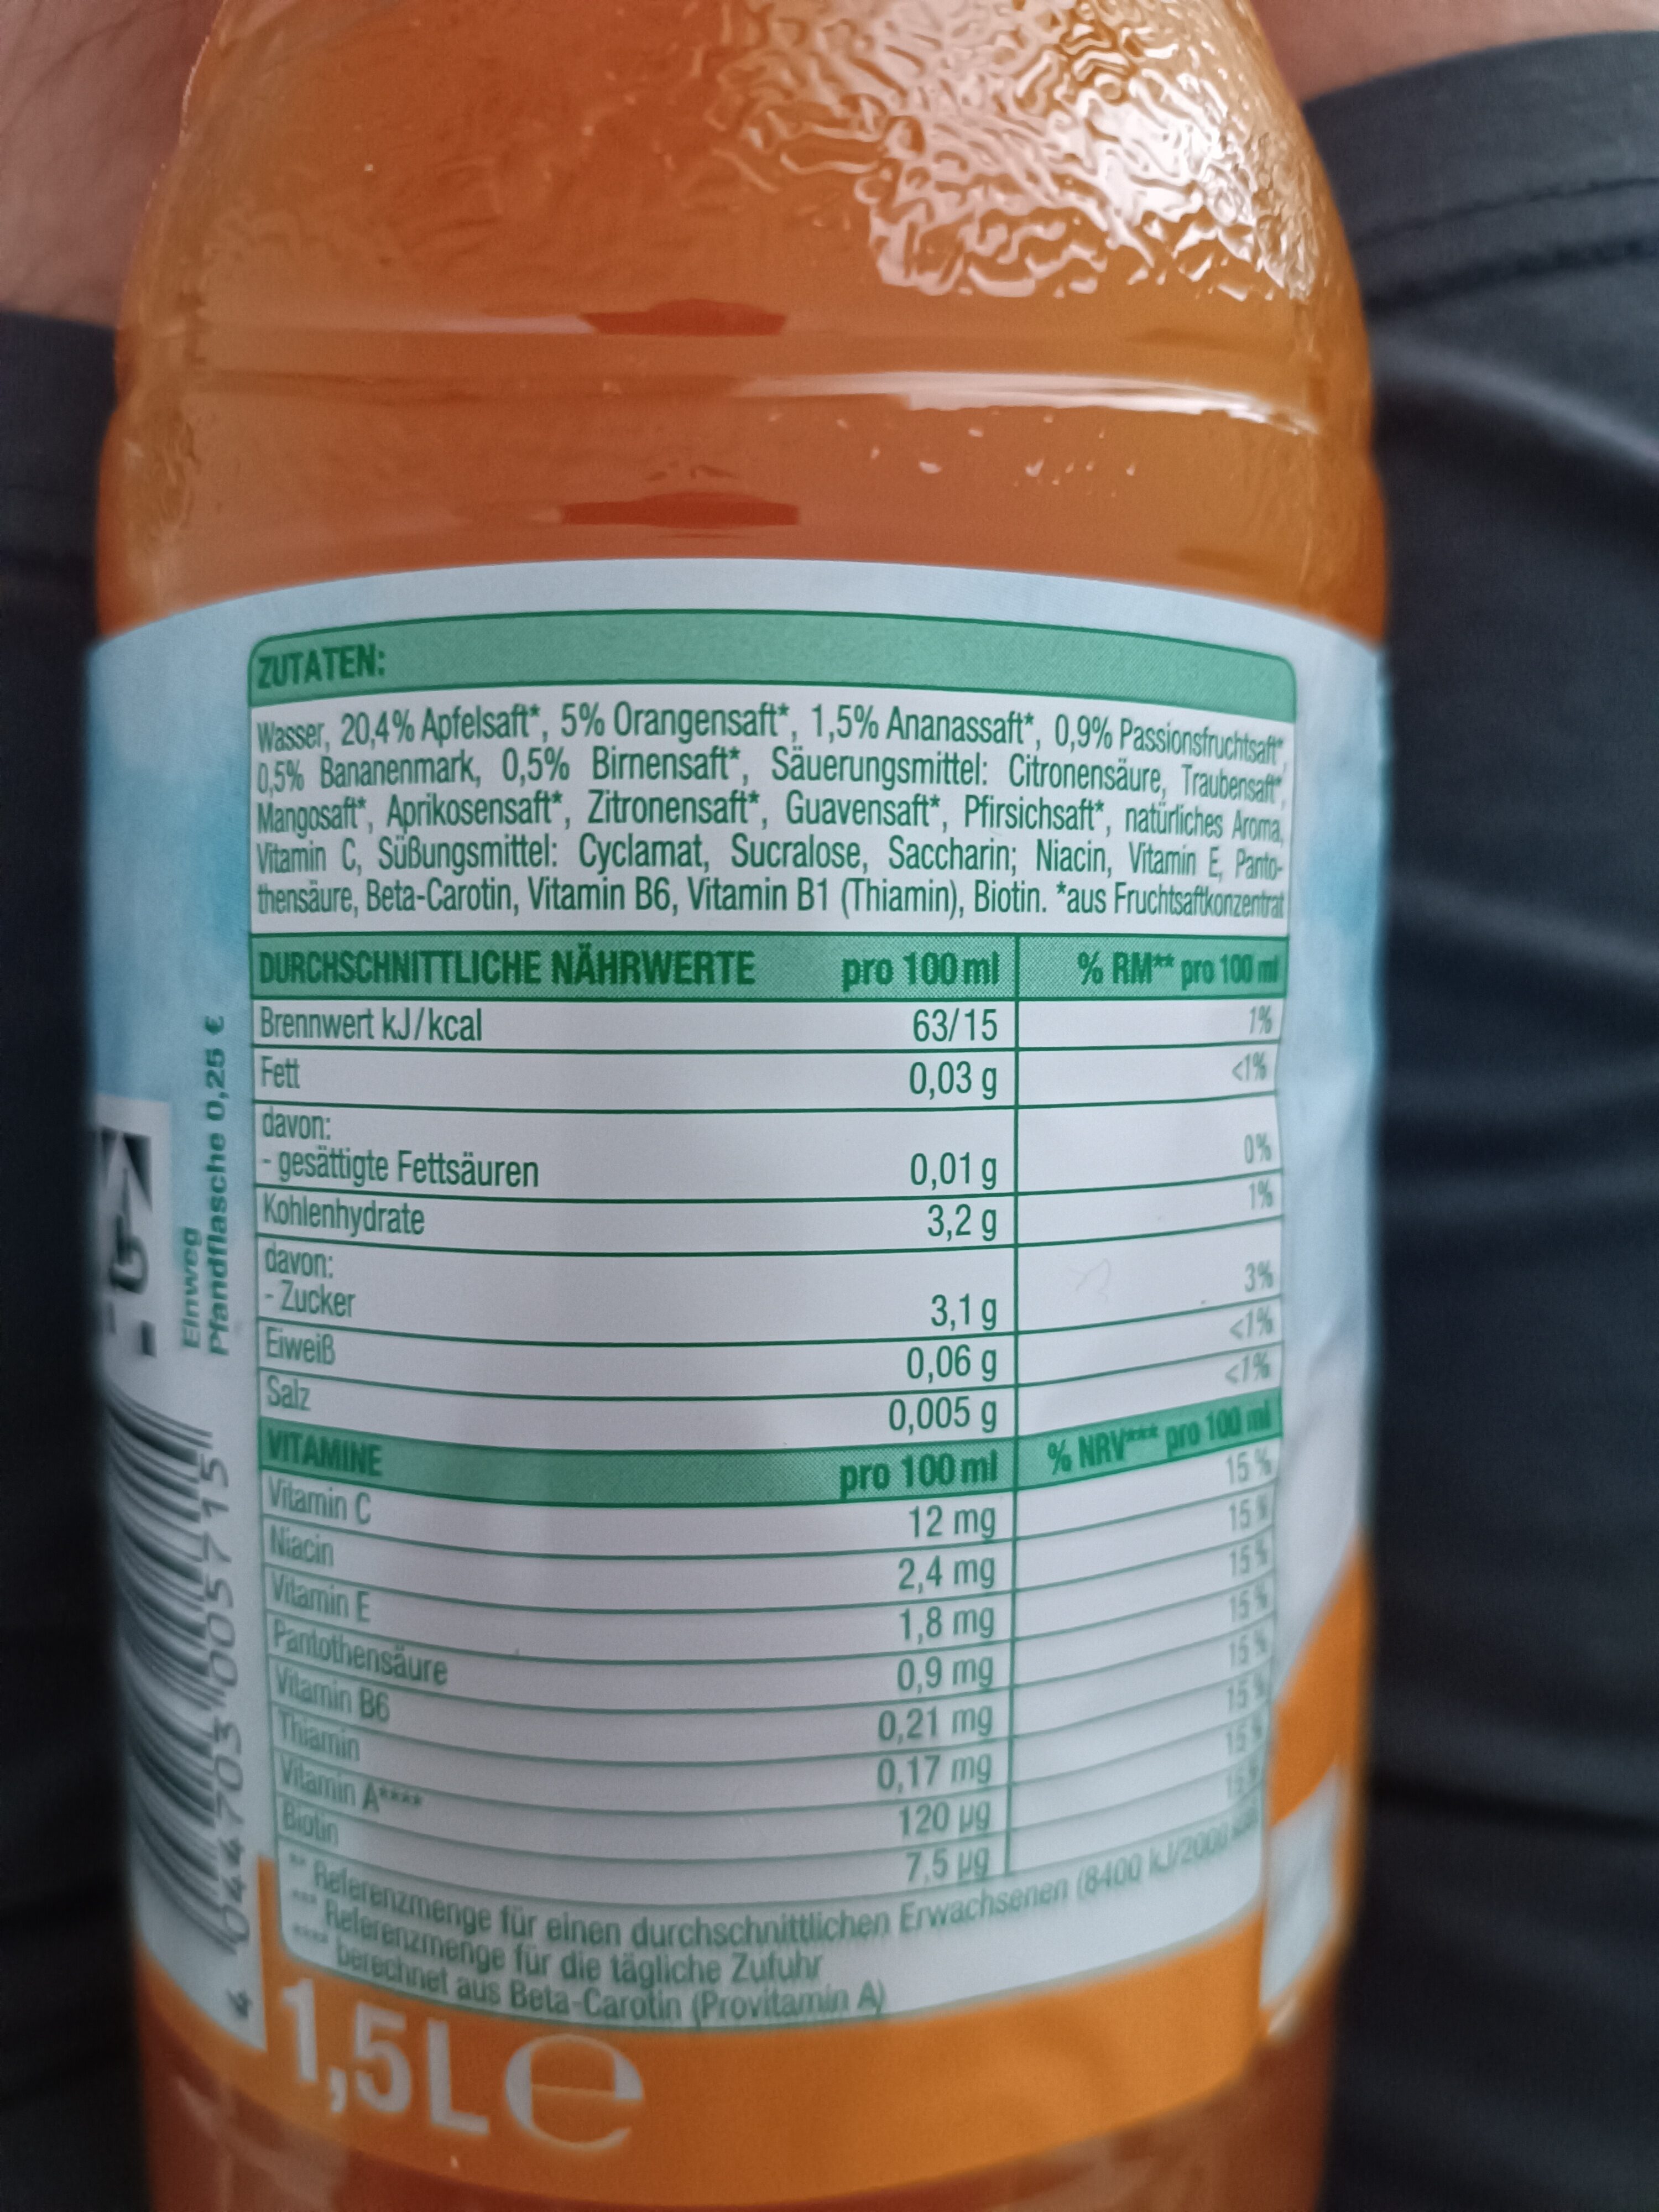 ZUTATEN:
Wasser, 20,4% Apfelsaft*, 5% Orangensaft*, 1,5% Ananassaft*, 0,9% Passionsfruchtsaft*,
0,5% Bananenmark, 0,5% Birnensaft*, Säuerungsmittel: Citronensäure, Traubensaft*,
Mangosaft*, Aprikosensaft*, Zitronensaft*, Guavensaft*, Pfirsichsaft*, natürliches Aroma,
Vitamin C, Süßungsmittel: Cyclamat, Sucralose, Saccharin; Niacin, Vitamin E, Panto-
thensäure, Beta-Carotin, Vitamin B6, Vitamin B1 (Thiamin), Biotin. *aus Fruchtsaftkonzentrat
DURCHSCHNITTLICHE NÄHRWERTE pro 100 ml % RM** pro 100 ml
Brennwert kJ/kcal 63/15 1%
Fett 0,03 g <1%
davon:
- gesättigte Fettsäuren 0,01 g 0%
Kohlenhydrate 3,2 g 1%
davon:
- Zucker 3,1 g 3%
Eiweiß 0,06 g <1%
Salz 0,005 g <1%
VITAMINE pro 100 ml % NRV*** pro 100 ml
Vitamin C 12 mg 15 %
Niacin 2,4 mg 15 %
Vitamin E 1,8 mg 15 %
Pantothensäure 0,9 mg 15 %
Vitamin B6 0,21 mg 15 %
Thiamin 0,17 mg 15 %
Vitamin A**** 120 µg 15 %
Biotin 7,5 µg
** Referenzmenge für einen durchschnittlichen Erwachsenen (8400 kJ/2000
*** Referenzmenge für die tägliche Zufuhr
**** berechnet aus Beta-Carotin (Provitamin A)
1,5L e
Einweg
Pfandflasche 0,25 €
4 044703 005715